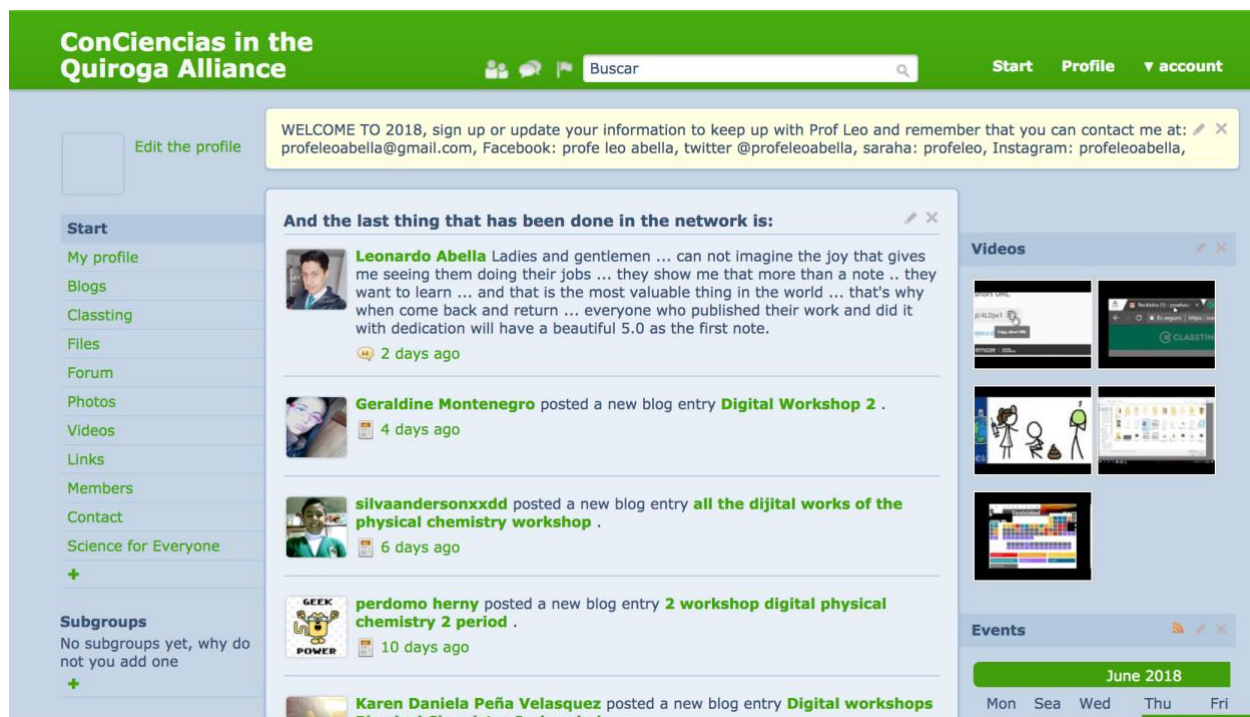 ConCiencias in the
Quiroga Alliance
Buscar
Start Profile ▼ account
Edit the profile
WELCOME TO 2018, sign up or update your information to keep up with Prof Leo and remember that you can contact me at:
profeleoabella@gmail.com, Facebook: profe leo abella, twitter @profeleoabella, saraha: profeleo, Instagram: profeleoabella,
Start
My profile
Blogs
Classting
Files
Forum
Photos
Videos
Links
Members
Contact
Science for Everyone
+
Subgroups
No subgroups yet, why do
not you add one
+
And the last thing that has been done in the network is:
Leonardo Abella Ladies and gentlemen ... can not imagine the joy that gives
me seeing them doing their jobs ... they show me that more than a note .. they
want to learn ... and that is the most valuable thing in the world ... that's why
when come back and return ... everyone who published their work and did it
with dedication will have a beautiful 5.0 as the first note.
2 days ago
Geraldine Montenegro posted a new blog entry Digital Workshop 2 .
4 days ago
silvaandersonxxdd posted a new blog entry all the dijital works of the
physical chemistry workshop .
6 days ago
GEEK
POWER
perdomo herny posted a new blog entry 2 workshop digital physical
chemistry 2 period .
10 days ago
Karen Daniela Peña Velasquez posted a new blog entry Digital workshops
Videos
short URL
CLASSTIN
Events
June 2018
Mon Sea Wed Thu Fri